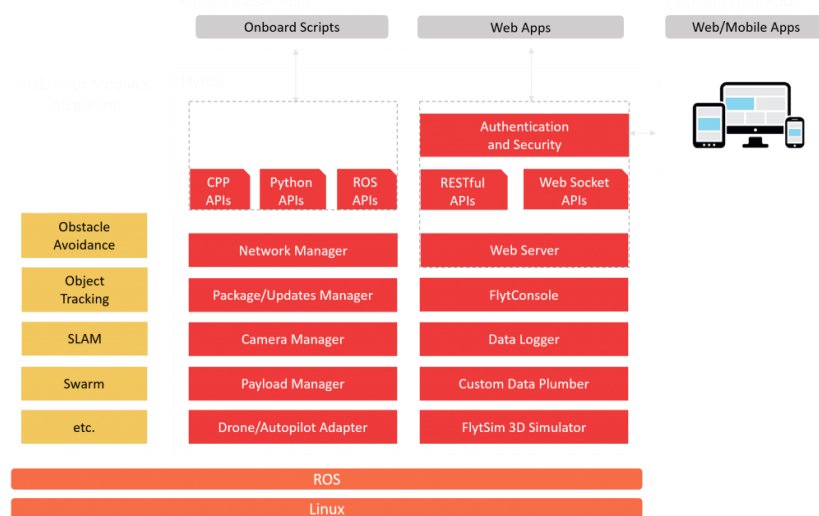 Onboard Scripts
Web Apps
Web/Mobile Apps
Authentication
and Security
CPP
APIs
Python
APIs
ROS
APIs
RESTful
APIs
Web Socket
APIs
Obstacle
Avoidance
Network Manager
Web Server
Object
Tracking
Package/Updates Manager
FlytConsole
SLAM
Camera Manager
Data Logger
Swarm
Payload Manager
Custom Data Plumber
etc.
Drone/Autopilot Adapter
FlytSim 3D Simulator
ROS
Linux